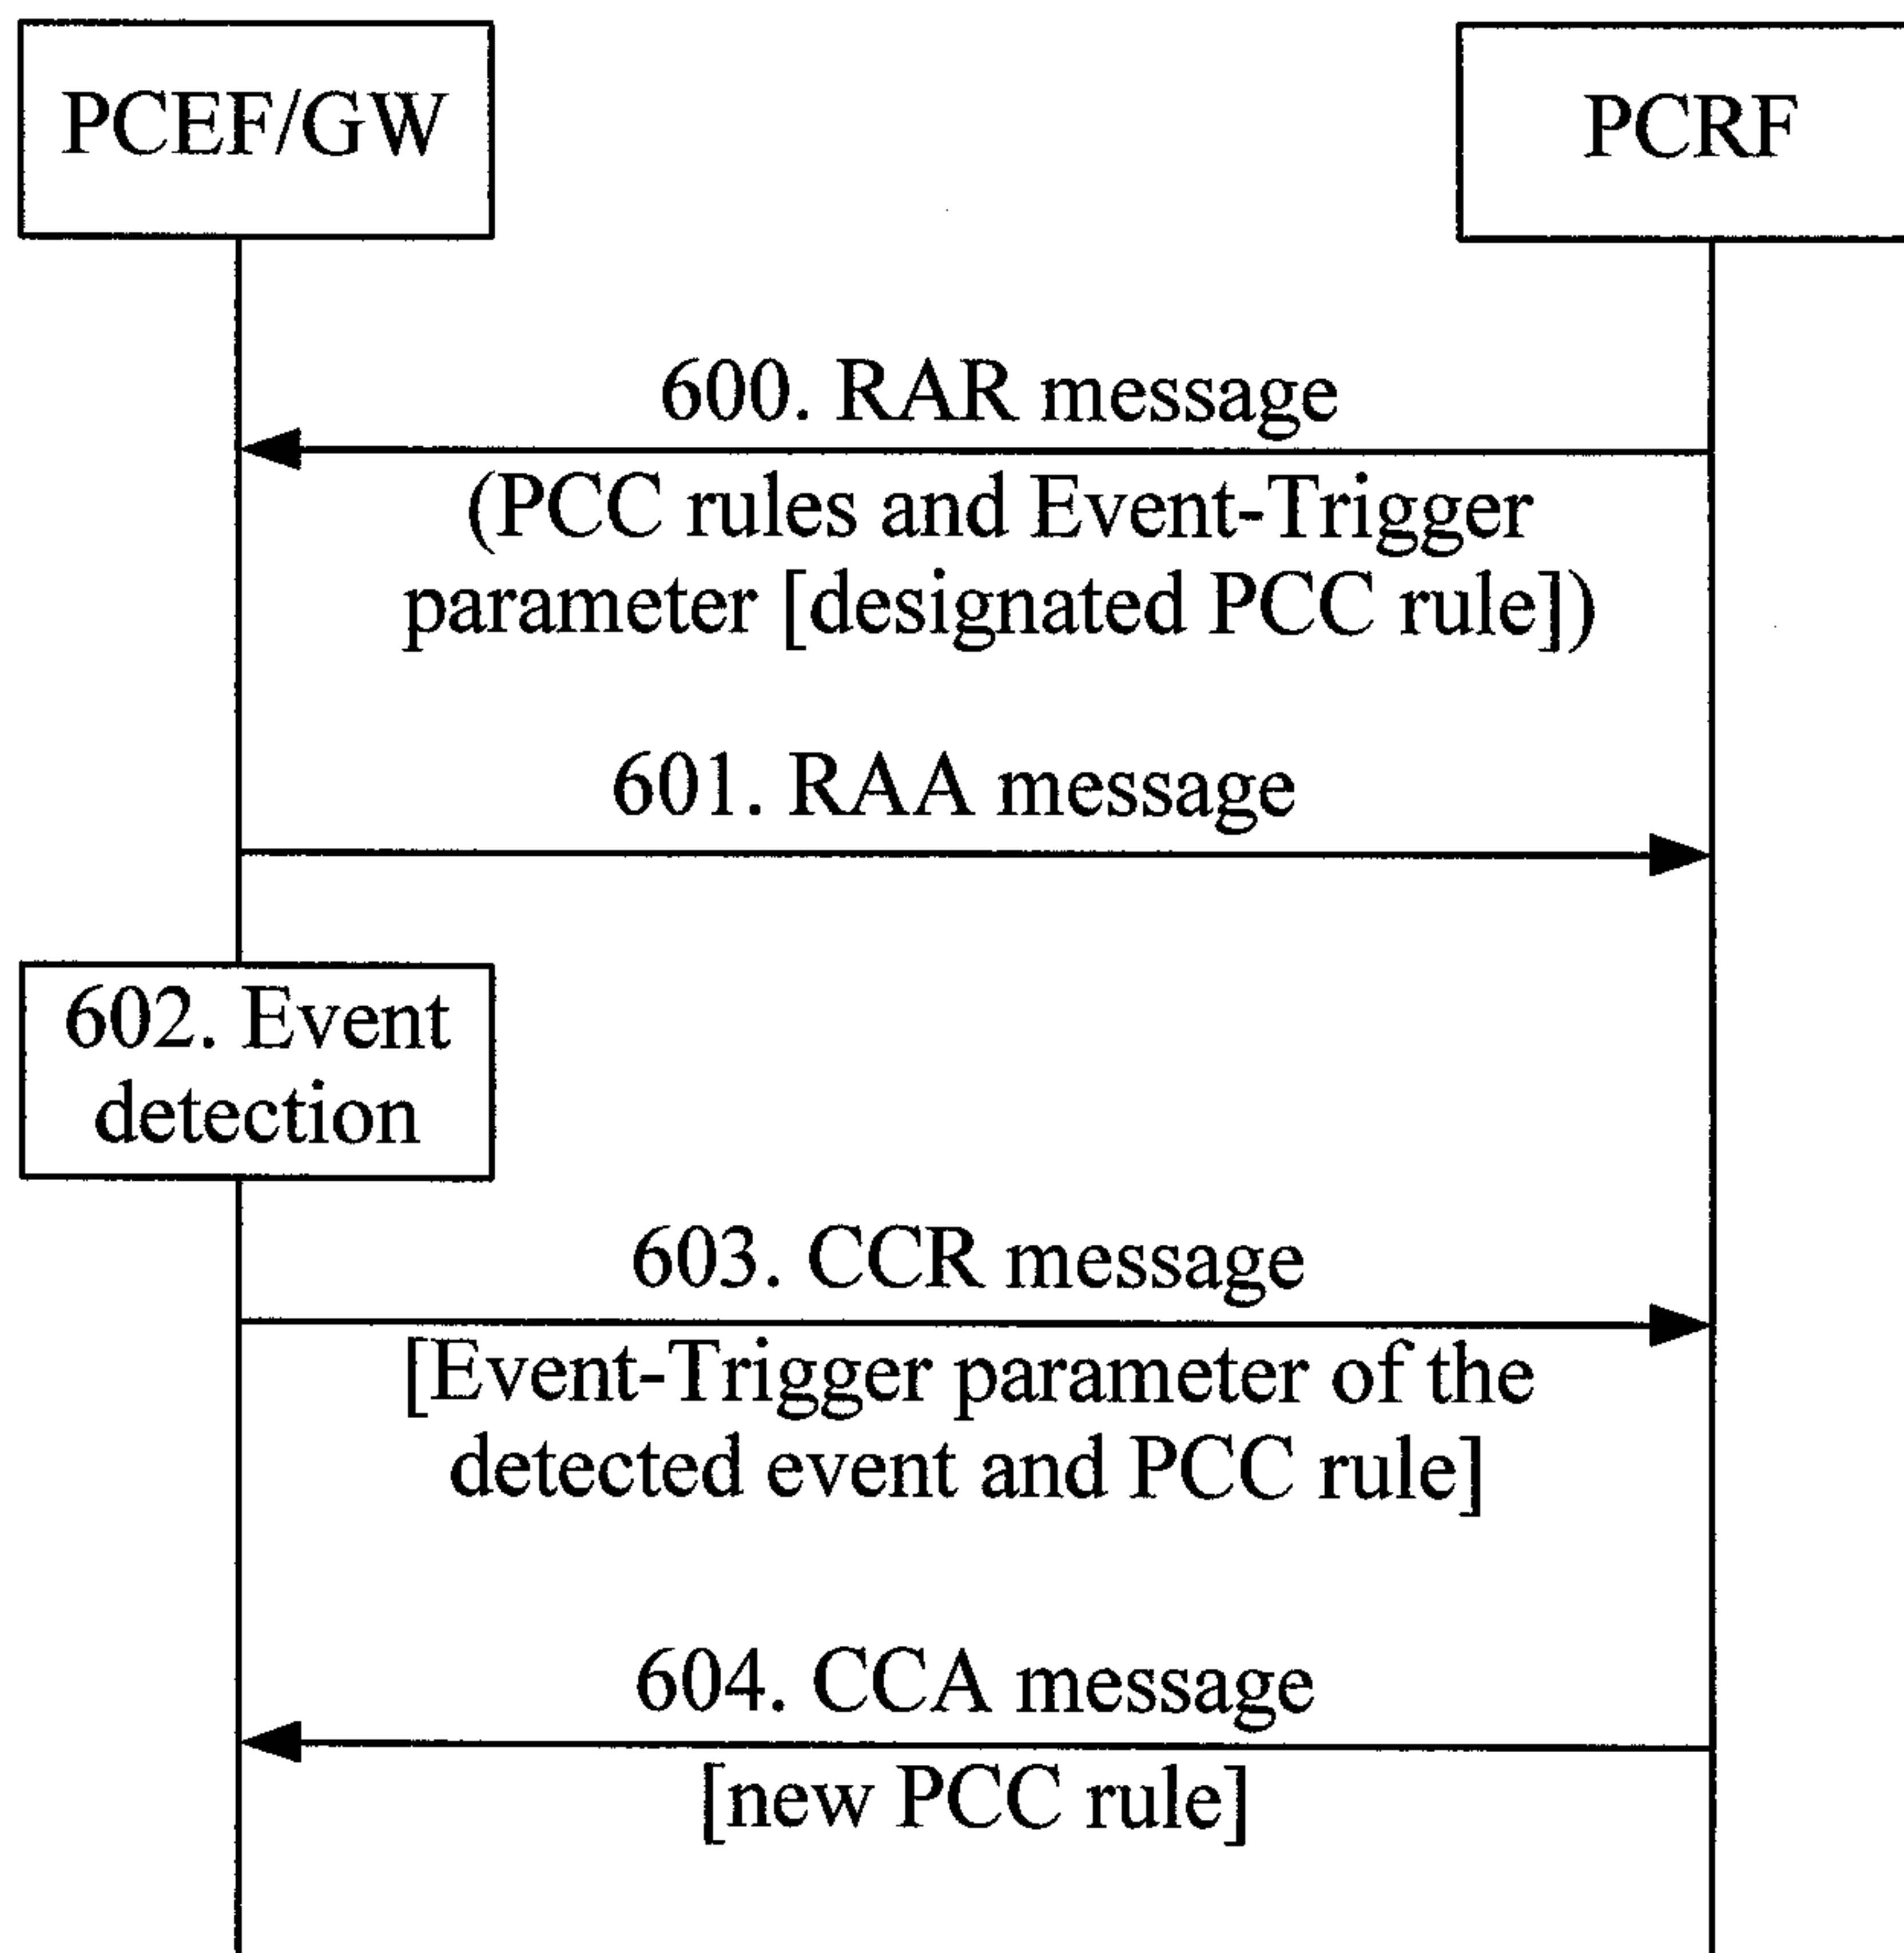 PCEF/GW
PCRF
600. RAR message
(PCC rules and Event-Trigger
parameter [designated PCC rule])
601. RAA message
602. Event
detection
603. CCR message
[Event-Trigger parameter of the
detected event and PCC rule]
604. CCA message
[new PCC rule]